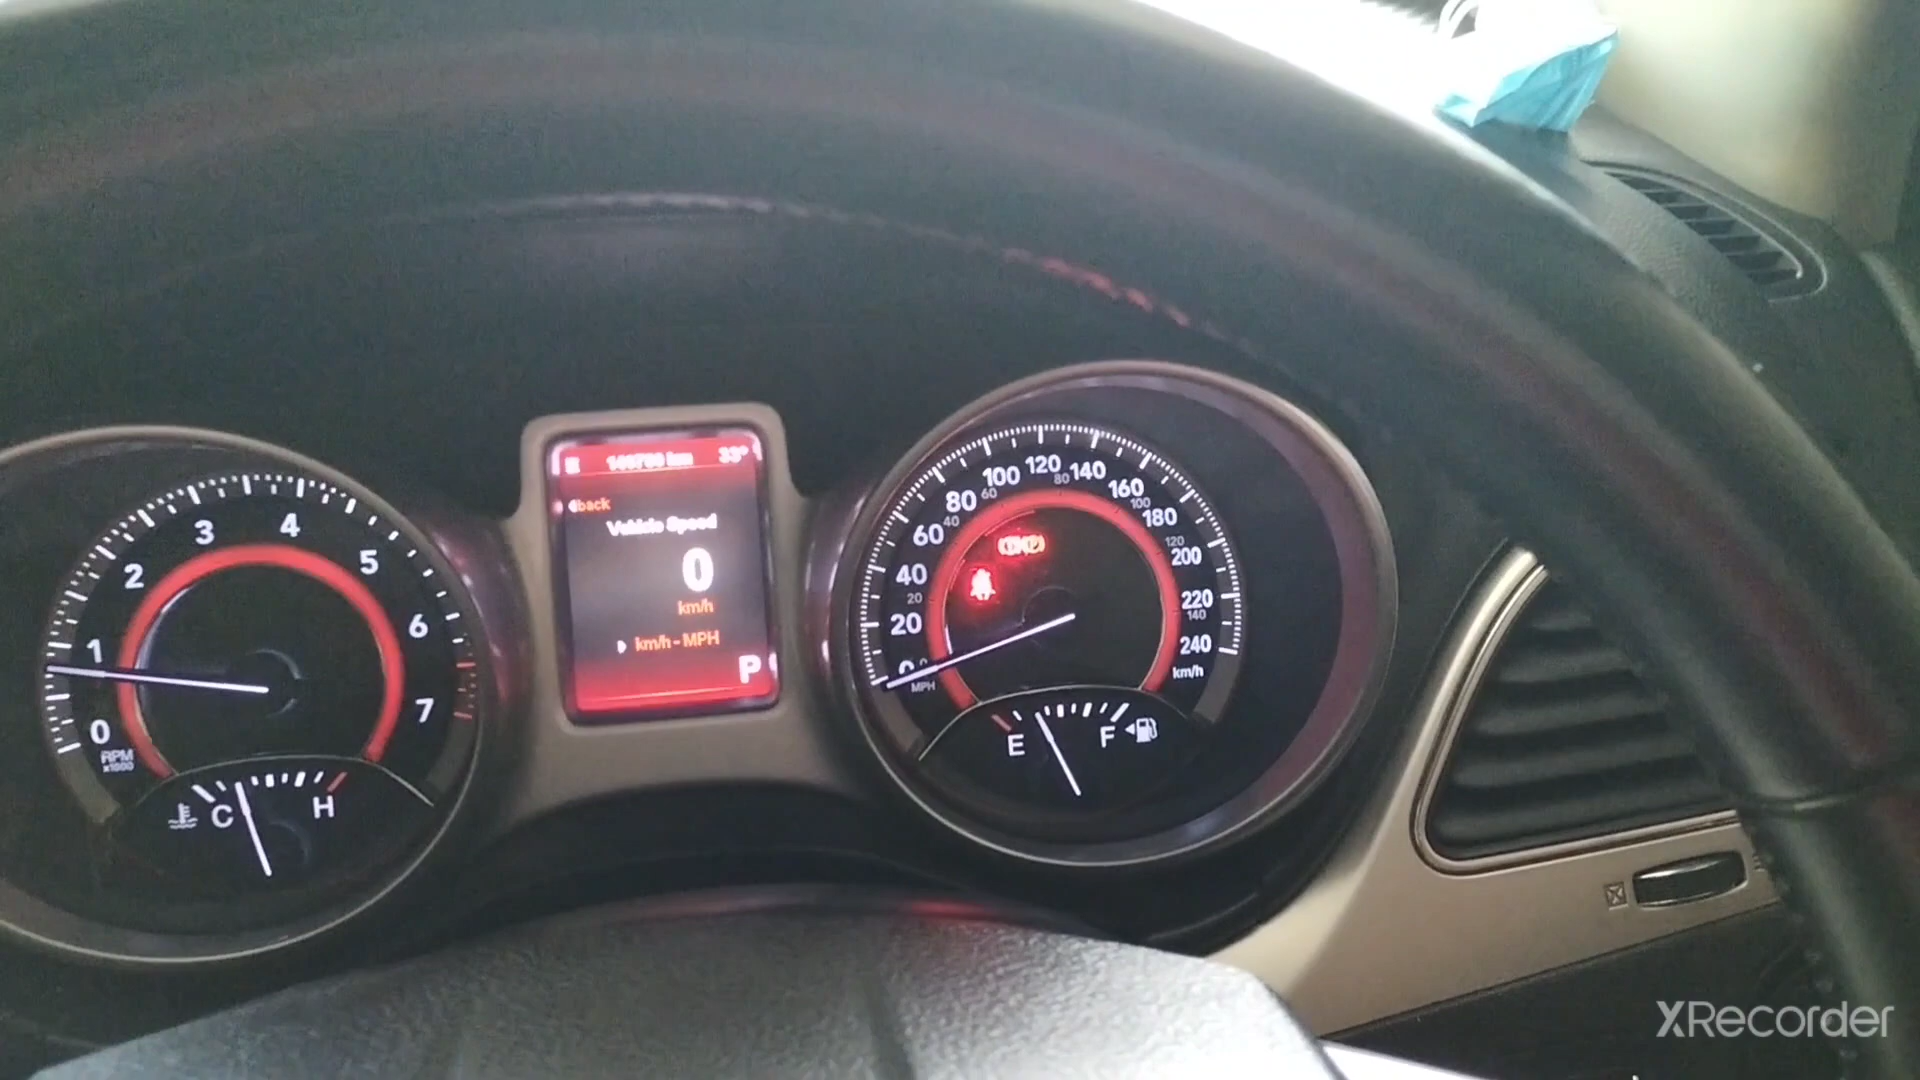 33°
back
Vehicle Speed
0
km/h
km/h - MPH
P
0 1 2 3 4 5 6 7
RPM
x1000
C H
0 20 40 60 80 100 120 140 160 180 200 220 240
20 40 60 80 100 120 140
MPH
km/h
E F
XRecorder